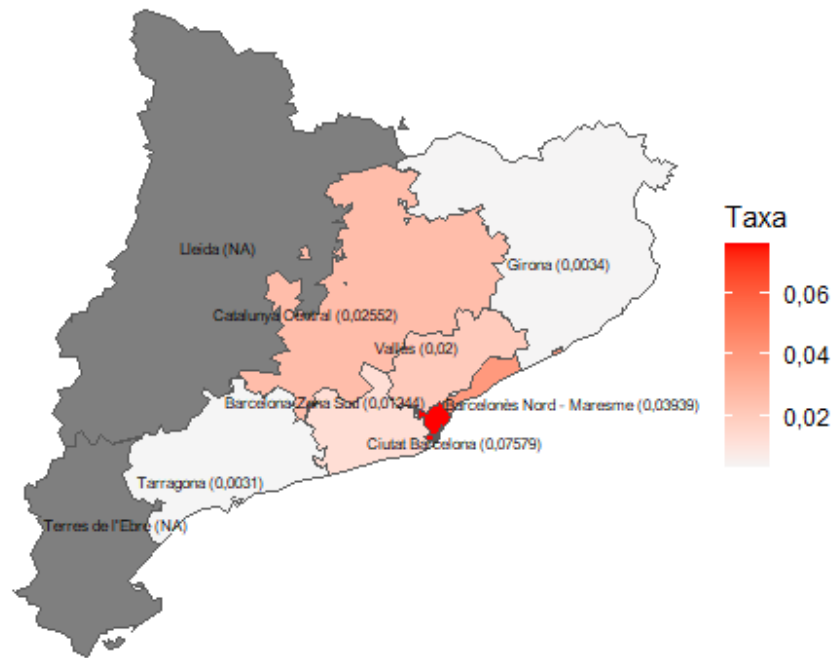 Lleida (NA)
Girona (0,0034)
Catalunya Central (0,02552)
Vallès (0,02)
Barcelona Zona Sud (0,01344)
Barcelonès Nord - Maresme (0,03939)
Ciutat Barcelona (0,07579)
Tarragona (0,0031)
Terres de l'Ebre (NA)
Taxa
0,06
0,04
0,02